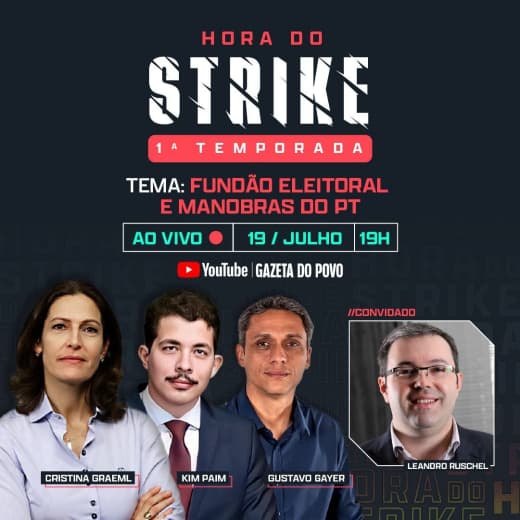 HORA DO
STRIKE
1ª TEMPORADA
TEMA: FUNDÃO ELEITORAL
E MANOBRAS DO PT
AO VIVO 19 / JULHO 19H
YouTube | GAZETA DO POVO
//CONVIDADO
CRISTINA GRAEML
KIM PAIM
GUSTAVO GAYER
LEANDRO RUSCHEL